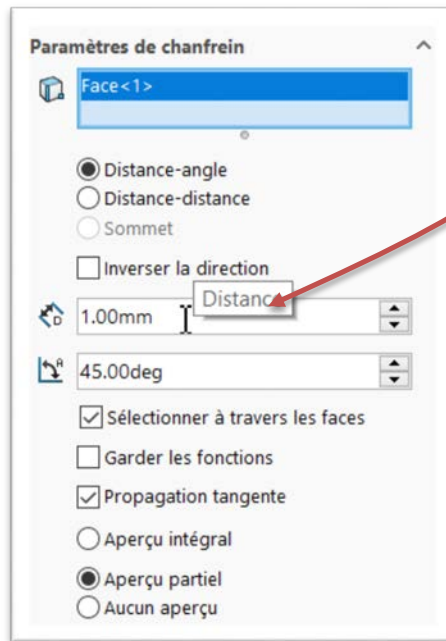 Paramètres de chanfrein
Face<1>
Distance-angle
Distance-distance
Sommet
Inverser la direction
Distance
D
1.00mm
A
45.00deg
Sélectionner à travers les faces
Garder les fonctions
Propagation tangente
Aperçu intégral
Aperçu partiel
Aucun aperçu